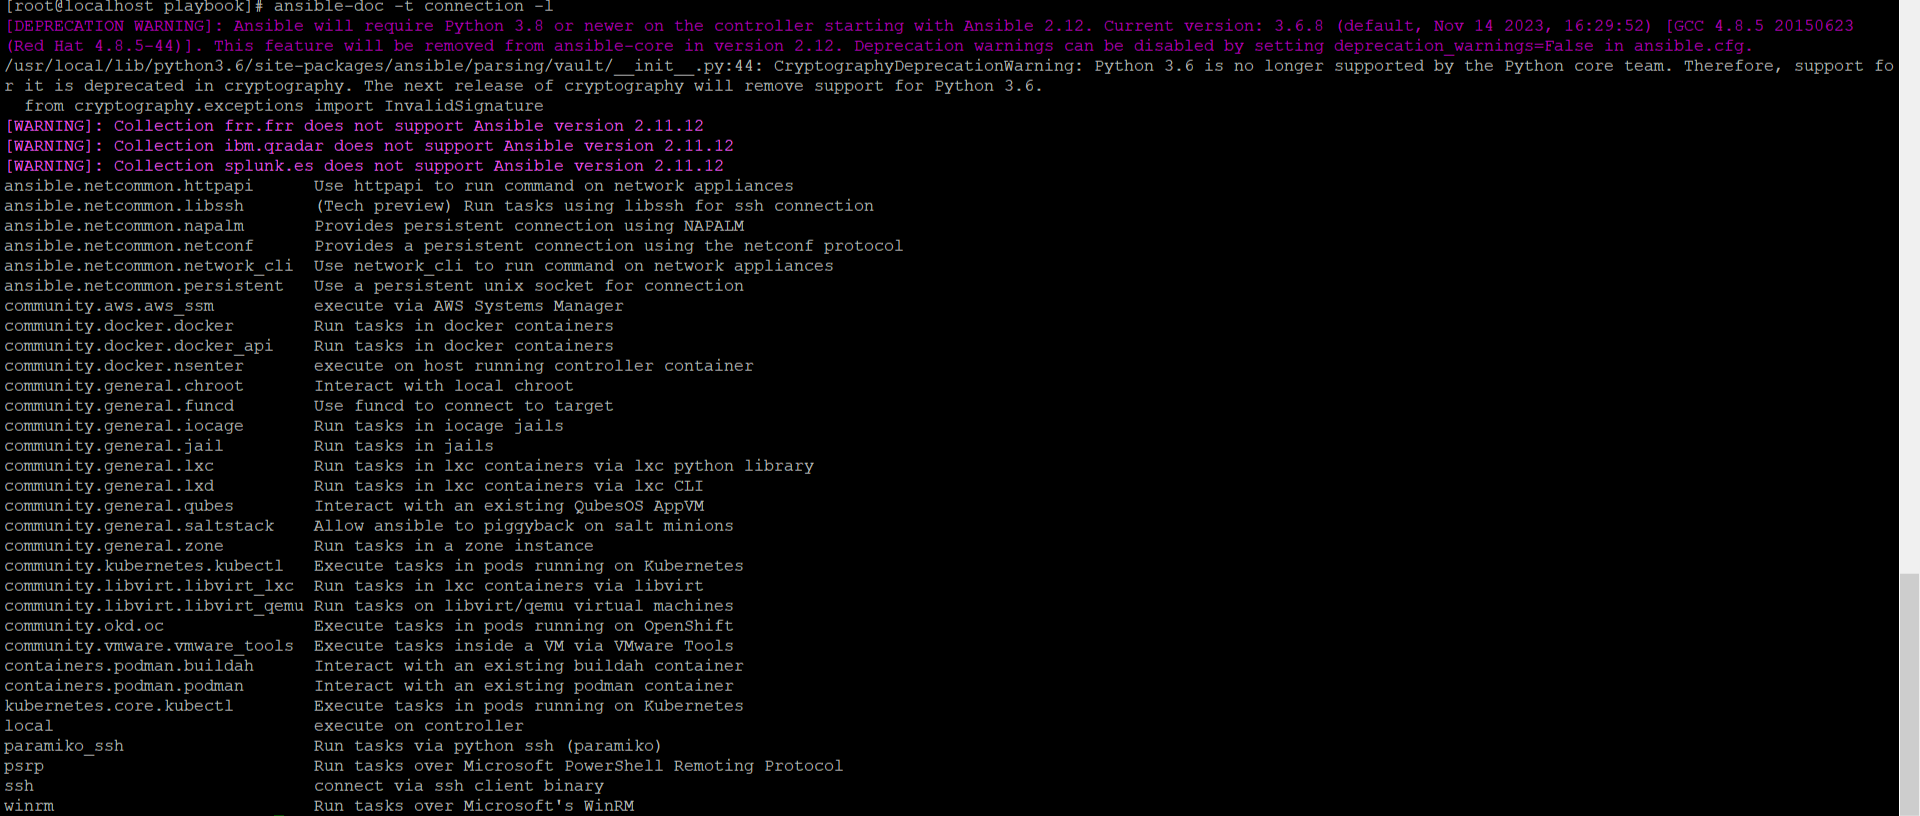 [root@localhost playbook]# ansible-doc -t connection -l
[DEPRECATION WARNING]: Ansible will require Python 3.8 or newer on the controller starting with Ansible 2.12. Current version: 3.6.8 (default, Nov 14 2023, 16:29:52) [GCC 4.8.5 20150623
(Red Hat 4.8.5-44)]. This feature will be removed from ansible-core in version 2.12. Deprecation warnings can be disabled by setting deprecation_warnings=False in ansible.cfg.
/usr/local/lib/python3.6/site-packages/ansible/parsing/vault/__init__.py:44: CryptographyDeprecationWarning: Python 3.6 is no longer supported by the Python core team. Therefore, support fo
r it is deprecated in cryptography. The next release of cryptography will remove support for Python 3.6.
  from cryptography.exceptions import InvalidSignature
[WARNING]: Collection frr.frr does not support Ansible version 2.11.12
[WARNING]: Collection ibm.qradar does not support Ansible version 2.11.12
[WARNING]: Collection splunk.es does not support Ansible version 2.11.12
ansible.netcommon.httpapi      Use httpapi to run command on network appliances
ansible.netcommon.libssh       (Tech preview) Run tasks using libssh for ssh connection
ansible.netcommon.napalm       Provides persistent connection using NAPALM
ansible.netcommon.netconf      Provides a persistent connection using the netconf protocol
ansible.netcommon.network_cli  Use network_cli to run command on network appliances
ansible.netcommon.persistent   Use a persistent unix socket for connection
community.aws.aws_ssm          execute via AWS Systems Manager
community.docker.docker        Run tasks in docker containers
community.docker.docker_api    Run tasks in docker containers
community.docker.nsenter       execute on host running controller container
community.general.chroot       Interact with local chroot
community.general.funcd        Use funcd to connect to target
community.general.iocage       Run tasks in iocage jails
community.general.jail         Run tasks in jails
community.general.lxc          Run tasks in lxc containers via lxc python library
community.general.lxd          Run tasks in lxc containers via lxc CLI
community.general.qubes        Interact with an existing QubesOS AppVM
community.general.saltstack    Allow ansible to piggyback on salt minions
community.general.zone         Run tasks in a zone instance
community.kubernetes.kubectl   Execute tasks in pods running on Kubernetes
community.libvirt.libvirt_lxc  Run tasks in lxc containers via libvirt
community.libvirt.libvirt_qemu Run tasks on libvirt/qemu virtual machines
community.okd.oc               Execute tasks in pods running on OpenShift
community.vmware.vmware_tools  Execute tasks inside a VM via VMware Tools
containers.podman.buildah      Interact with an existing buildah container
containers.podman.podman       Interact with an existing podman container
kubernetes.core.kubectl        Execute tasks in pods running on Kubernetes
local                          execute on controller
paramiko_ssh                   Run tasks via python ssh (paramiko)
psrp                           Run tasks over Microsoft PowerShell Remoting Protocol
ssh                            connect via ssh client binary
winrm                          Run tasks over Microsoft's WinRM